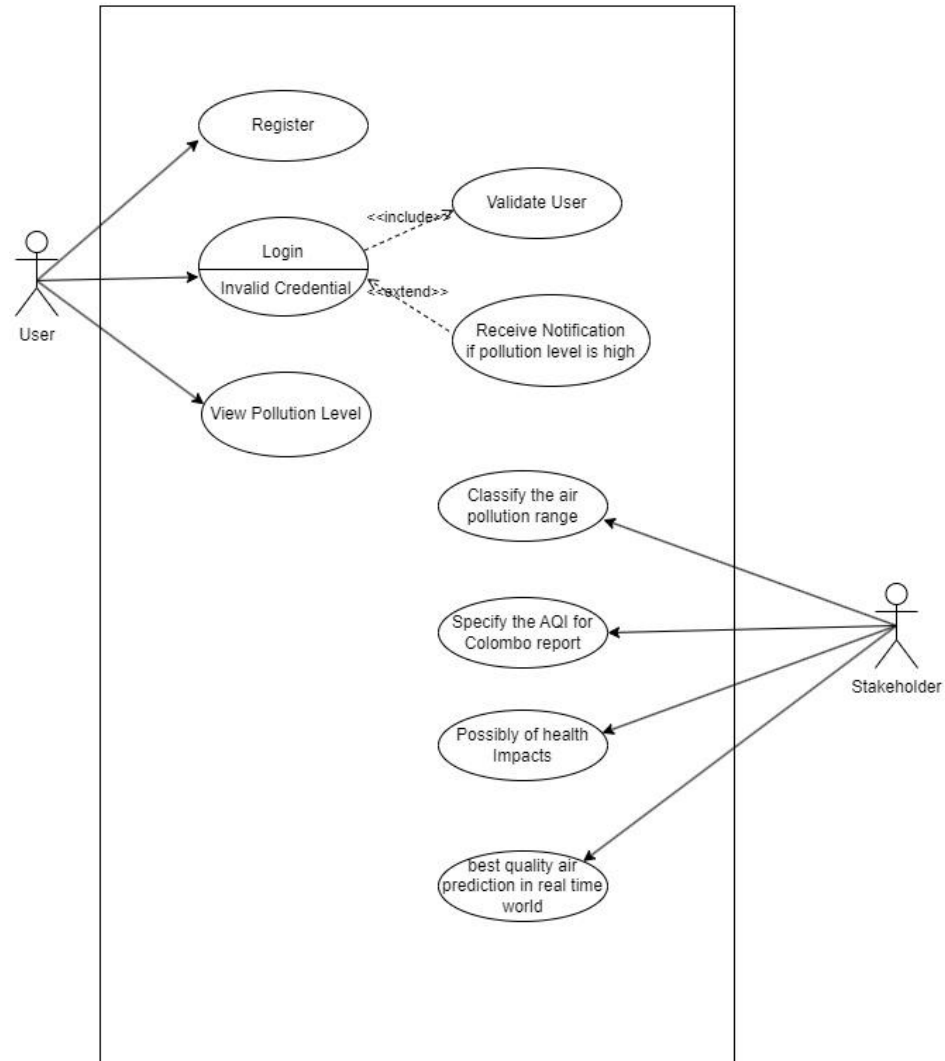 Register
Validate User
<<include>>
Login
Invalid Credential
<<extend>>
User
Receive Notification
if pollution level is high
View Pollution Level
Classify the air
pollution range
Specify the AQI for
Colombo report
Stakeholder
Possibly of health
Impacts
best quality air
prediction in real time
world